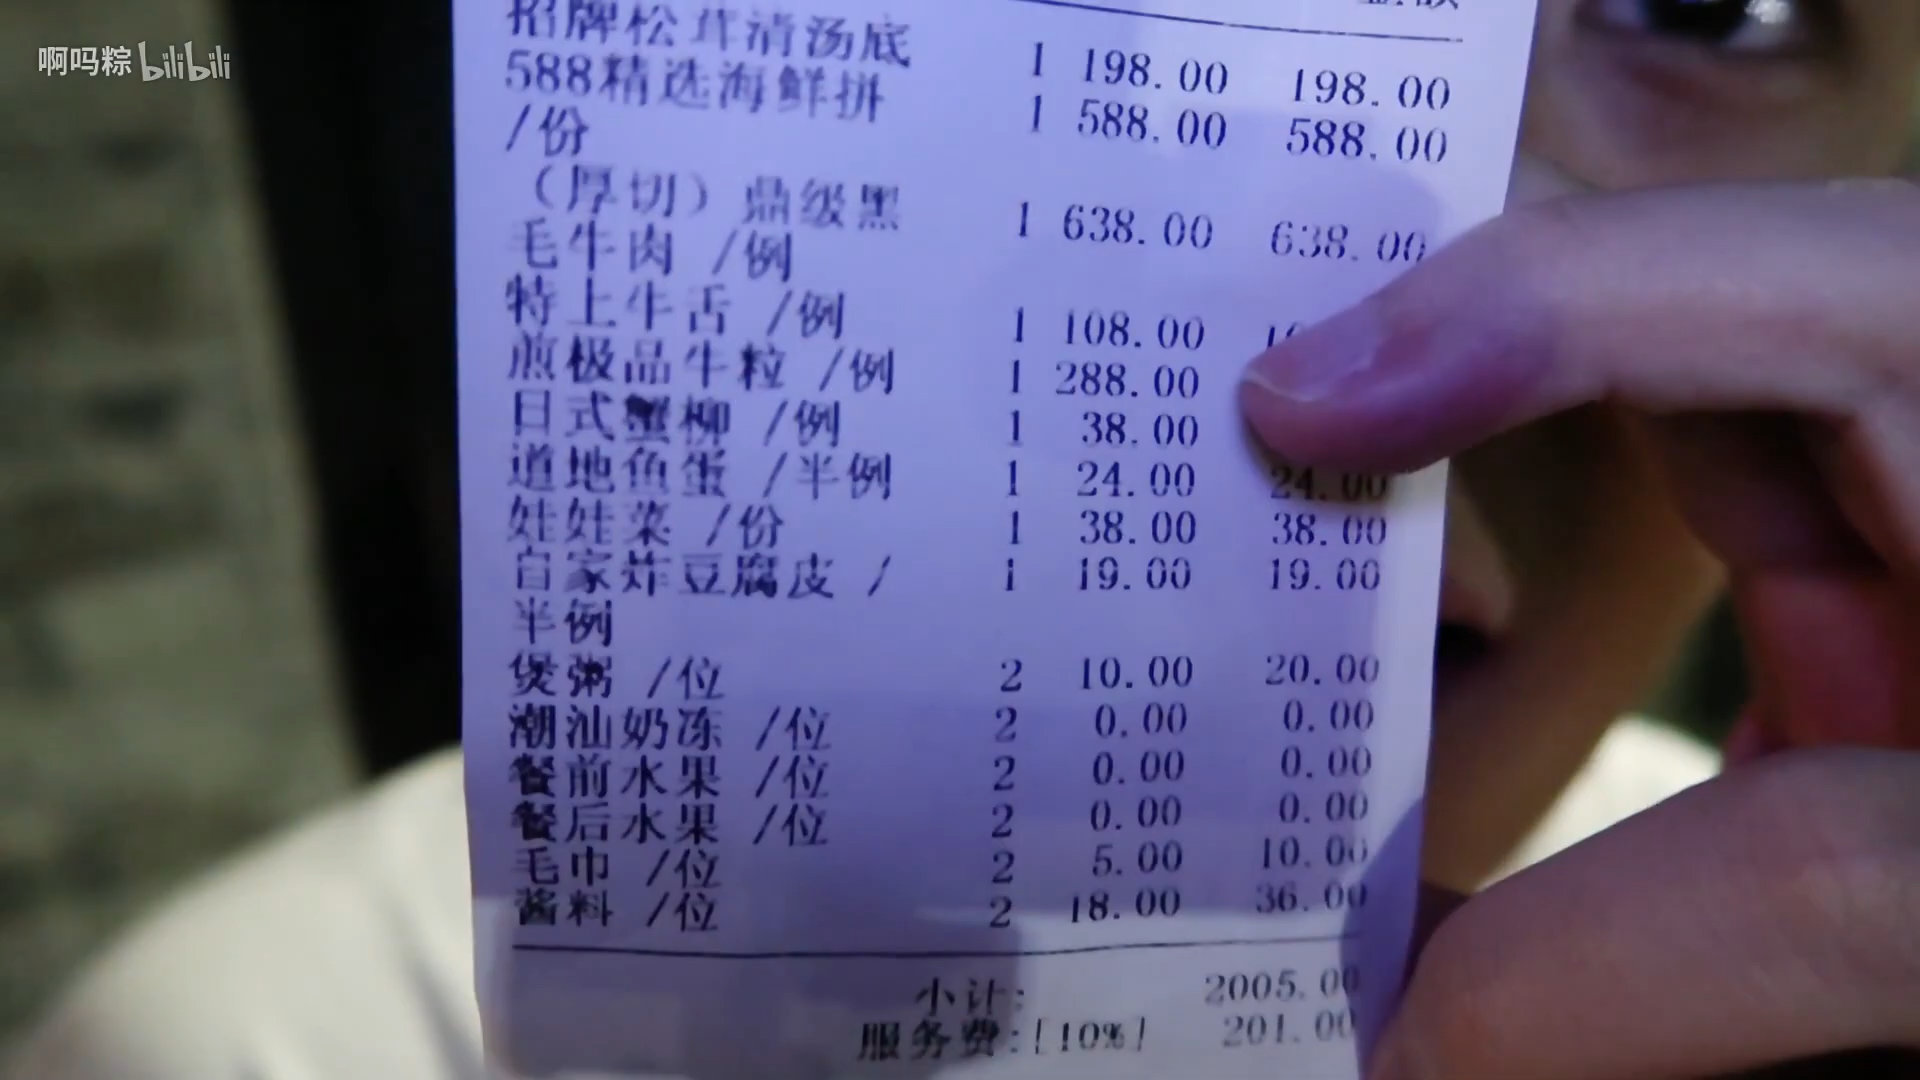 啊吗粽 bilibili
招牌松茸清汤底 1 198.00 198.00
588精选海鲜拼 1 588.00 588.00
/份
（厚切）鼎级黑 1 638.00 638.00
毛牛肉 /例
特上牛舌 /例 1 108.00
煎极品牛粒 /例 1 288.00
日式蟹柳 /例 1 38.00
道地鱼蛋 /半例 1 24.00 24.00
娃娃菜 /份 1 38.00 38.00
自家炸豆腐皮 / 1 19.00 19.00
半例
煲粥 /位 2 10.00 20.00
潮汕奶冻 /位 2 0.00 0.00
餐前水果 /位 2 0.00 0.00
餐后水果 /位 2 0.00 0.00
毛巾 /位 2 5.00 10.00
酱料 /位 2 18.00 36.00
小计: 2005.00
服务费:[10%] 201.00